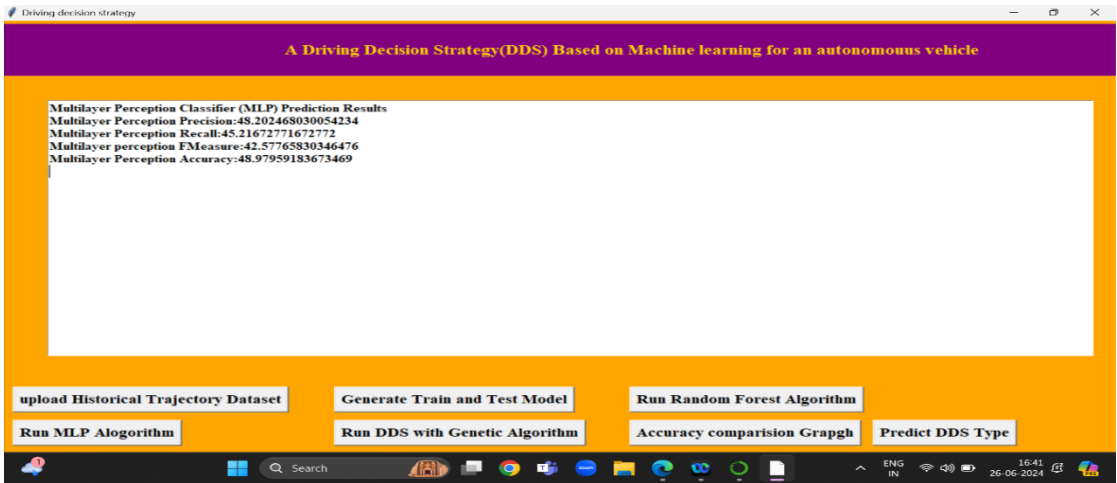 Driving decision strategy
A Driving Decision Strategy(DDS) Based on Machine learning for an autonomouus vehicle
Multilayer Perception Classifier (MLP) Prediction Results
Multilayer Perception Precision:48.202468030054234
Multilayer Perception Recall:45.21672771672772
Multilayer perception FMeasure:42.57765830346476
Multilayer Perception Accuracy:48.97959183673469
upload Historical Trajectory Dataset
Generate Train and Test Model
Run Random Forest Algorithm
Run MLP Alogorithm
Run DDS with Genetic Algorithm
Accuracy comparision Grapgh
Predict DDS Type
1
Search
ENG
IN
16:41
26-06-2024